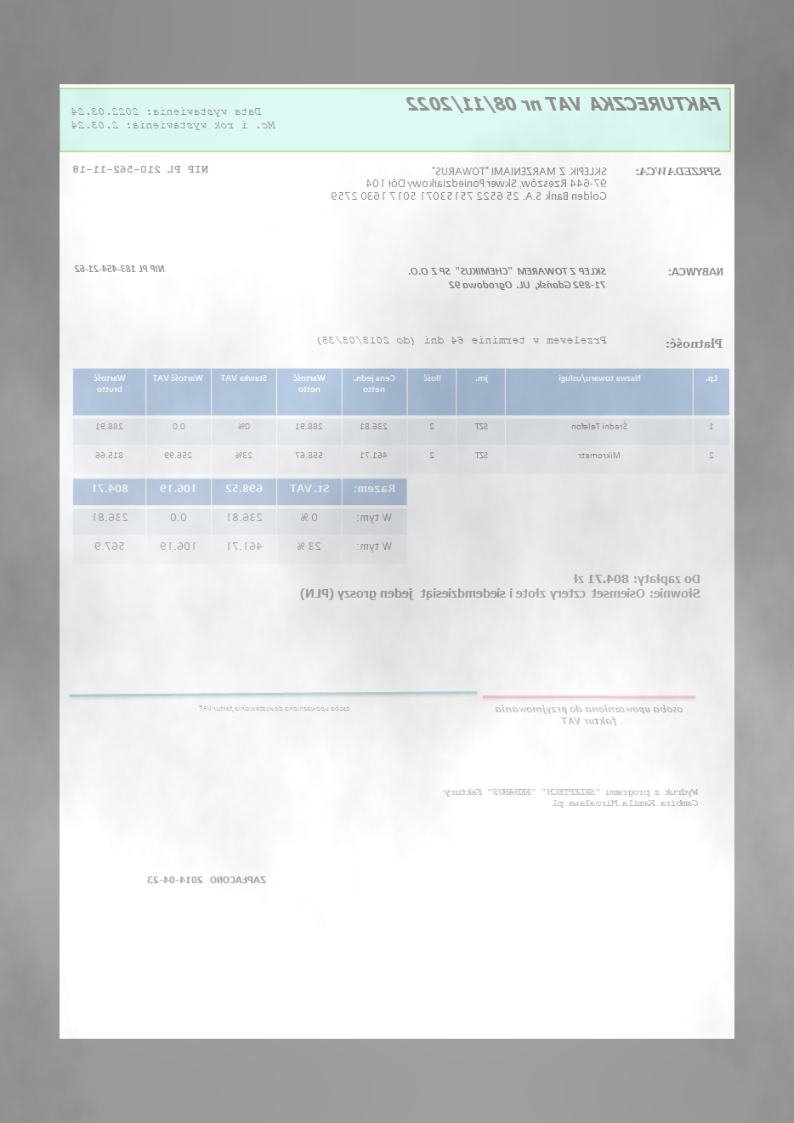 FAKTURECZKA VAT nr 08/11/2022
Data wystawienia: 2022.03.24
Mc. i rok wystawienia: 2.03.24
SPRZEDAWCA:
SKLEPIK Z MARZENIAMI "TOWARUS"
97-644 Rzeszów, Skwer Poniedziałkowy Dół 104
Golden Bank S.A. 25 6522 75153071 5017 1630 2759
NIP PL 210-562-11-18
NABYWCA:
SKLEP Z TOWAREM "CHEMIKUS" SP Z O.O.
71-892 Gdańsk, UL. Ogrodowa 92
NIP PL 183-454-21-62
Płatność:
Przelewem v terminie 64 dni (do 2018/08/35)
Lp. Nazwa towaru/usługi jm. Ilość Cena jedn. netto Wartość netto Stawka VAT Wartość VAT Wartość brutto
1 Średni Telefon SZT 2 236.81 288.91 0% 0.0 288.91
2 Mikrometr SZT 2 461.71 558.67 23% 256.99 815.66
Razem: St.VAT 698.52 106.19 804.71
W tym: 0 % 236.81 0.0 236.81
W tym: 23 % 461.71 106.19 567.9
Do zapłaty: 804.71 zł
Słownie: Osiemset cztery złote i siedemdziesiąt jeden groszy (PLN)
osoba upoważniona do przyjmowania
faktur VAT
osoba upoważniona do wystawienia faktur VAT
Wydruk z programu "SKLEPTECH" "REBABUS" Faktury
Cambira.Kamila.Miroslawa.pl
ZAPŁACONO 2014-04-23